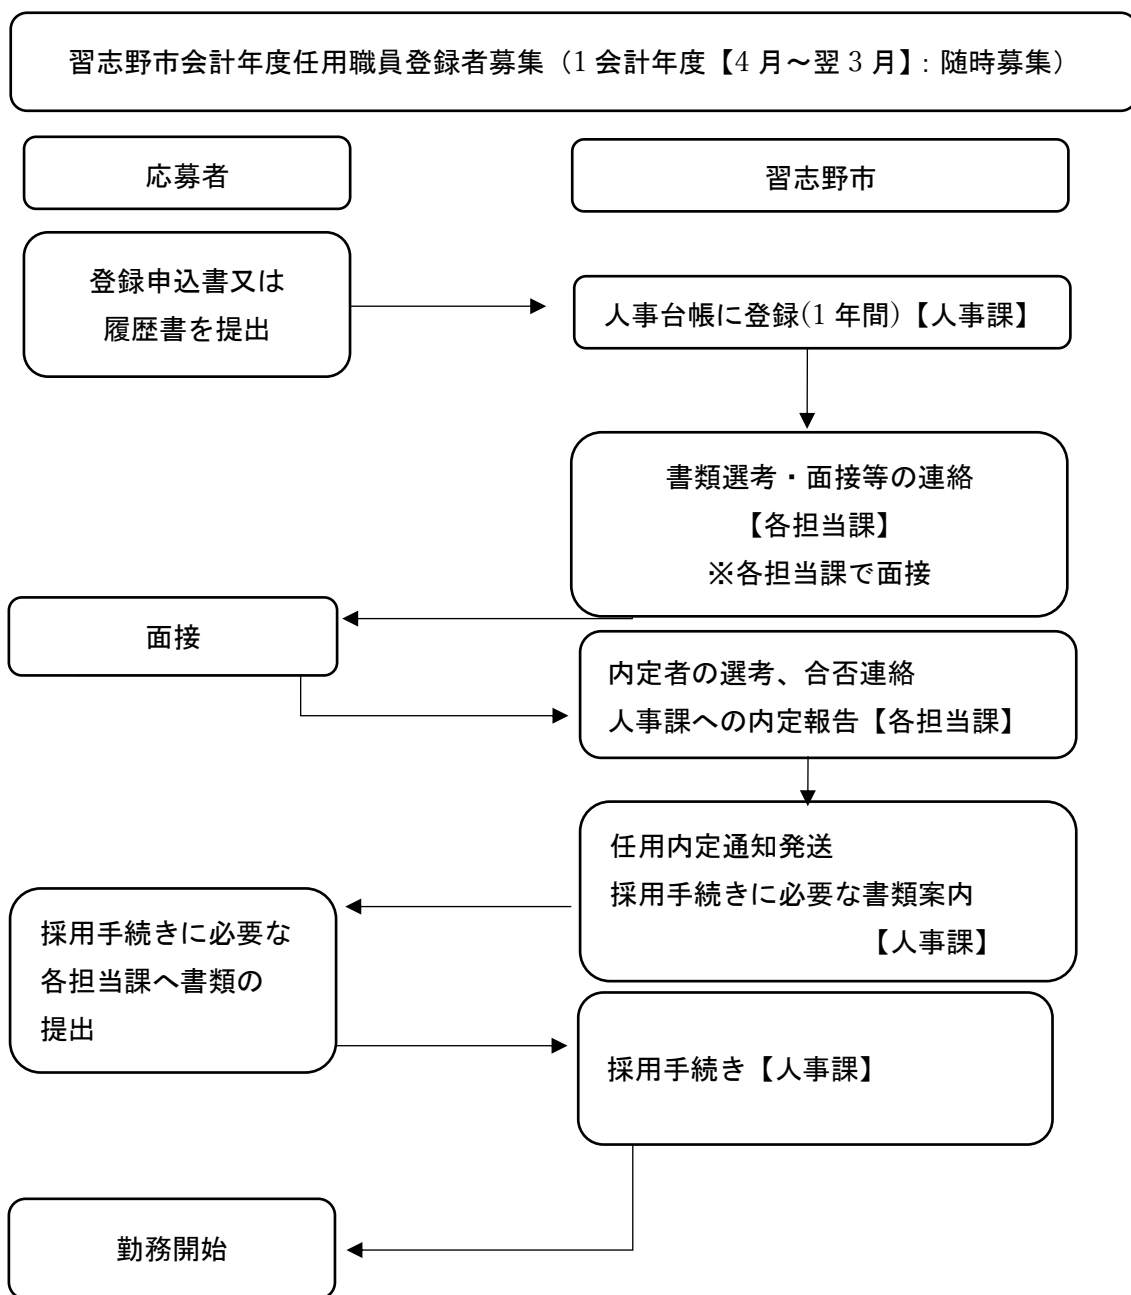 習志野市会計年度任用職員登録者募集（1 会計年度【4 月～翌 3 月】: 随時募集）
応募者
習志野市
登録申込書又は
履歴書を提出
人事台帳に登録(1 年間)【人事課】
書類選考・面接等の連絡
【各担当課】
※各担当課で面接
面接
内定者の選考、合否連絡
人事課への内定報告【各担当課】
任用内定通知発送
採用手続きに必要な書類案内
【人事課】
採用手続きに必要な
各担当課へ書類の
提出
採用手続き【人事課】
勤務開始